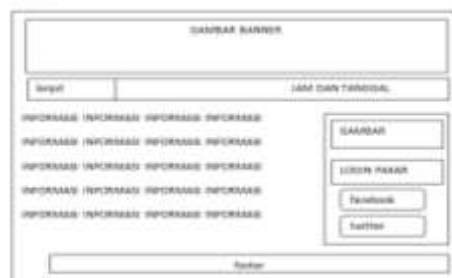 GAMBAR BANNER
lanjut
JAM DAN TANGGAL
INFORMASI INFORMASI INFORMASI INFORMASI
INFORMASI INFORMASI INFORMASI INFORMASI
INFORMASI INFORMASI INFORMASI INFORMASI
INFORMASI INFORMASI INFORMASI INFORMASI
INFORMASI INFORMASI INFORMASI INFORMASI
GAMBAR
LOGIN PAKAR
facebook
twitter
footer